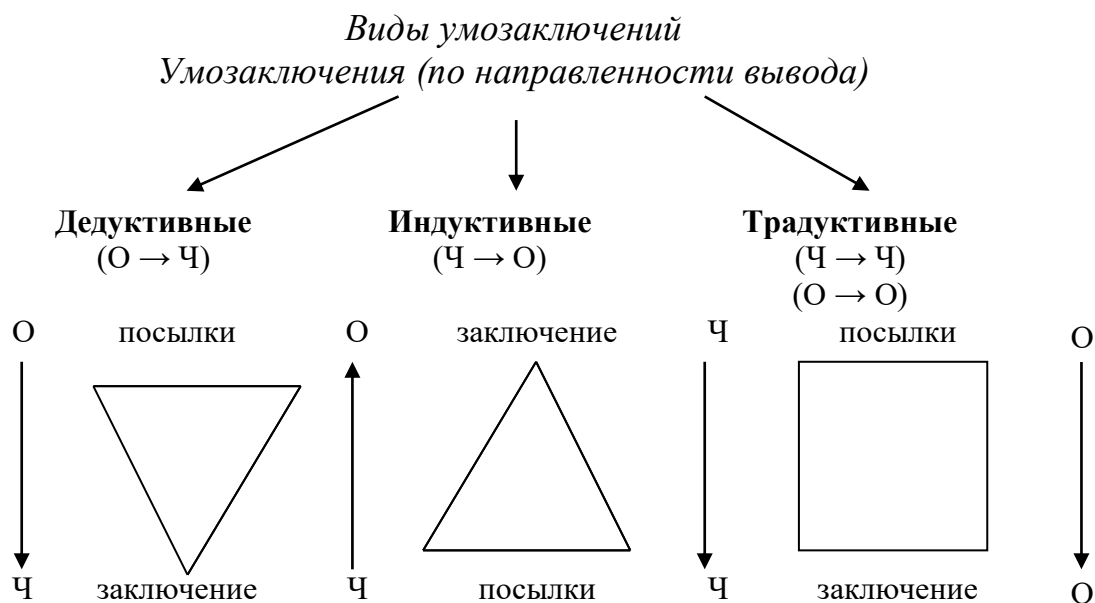 Виды умозаключений
Умозаключения (по направленности вывода)
Дедуктивные Индуктивные Традуктивные
(О → Ч) (Ч → О) (Ч → Ч)
(О → О)
О посылки О заключение Ч посылки О
Ч заключение Ч посылки Ч заключение О